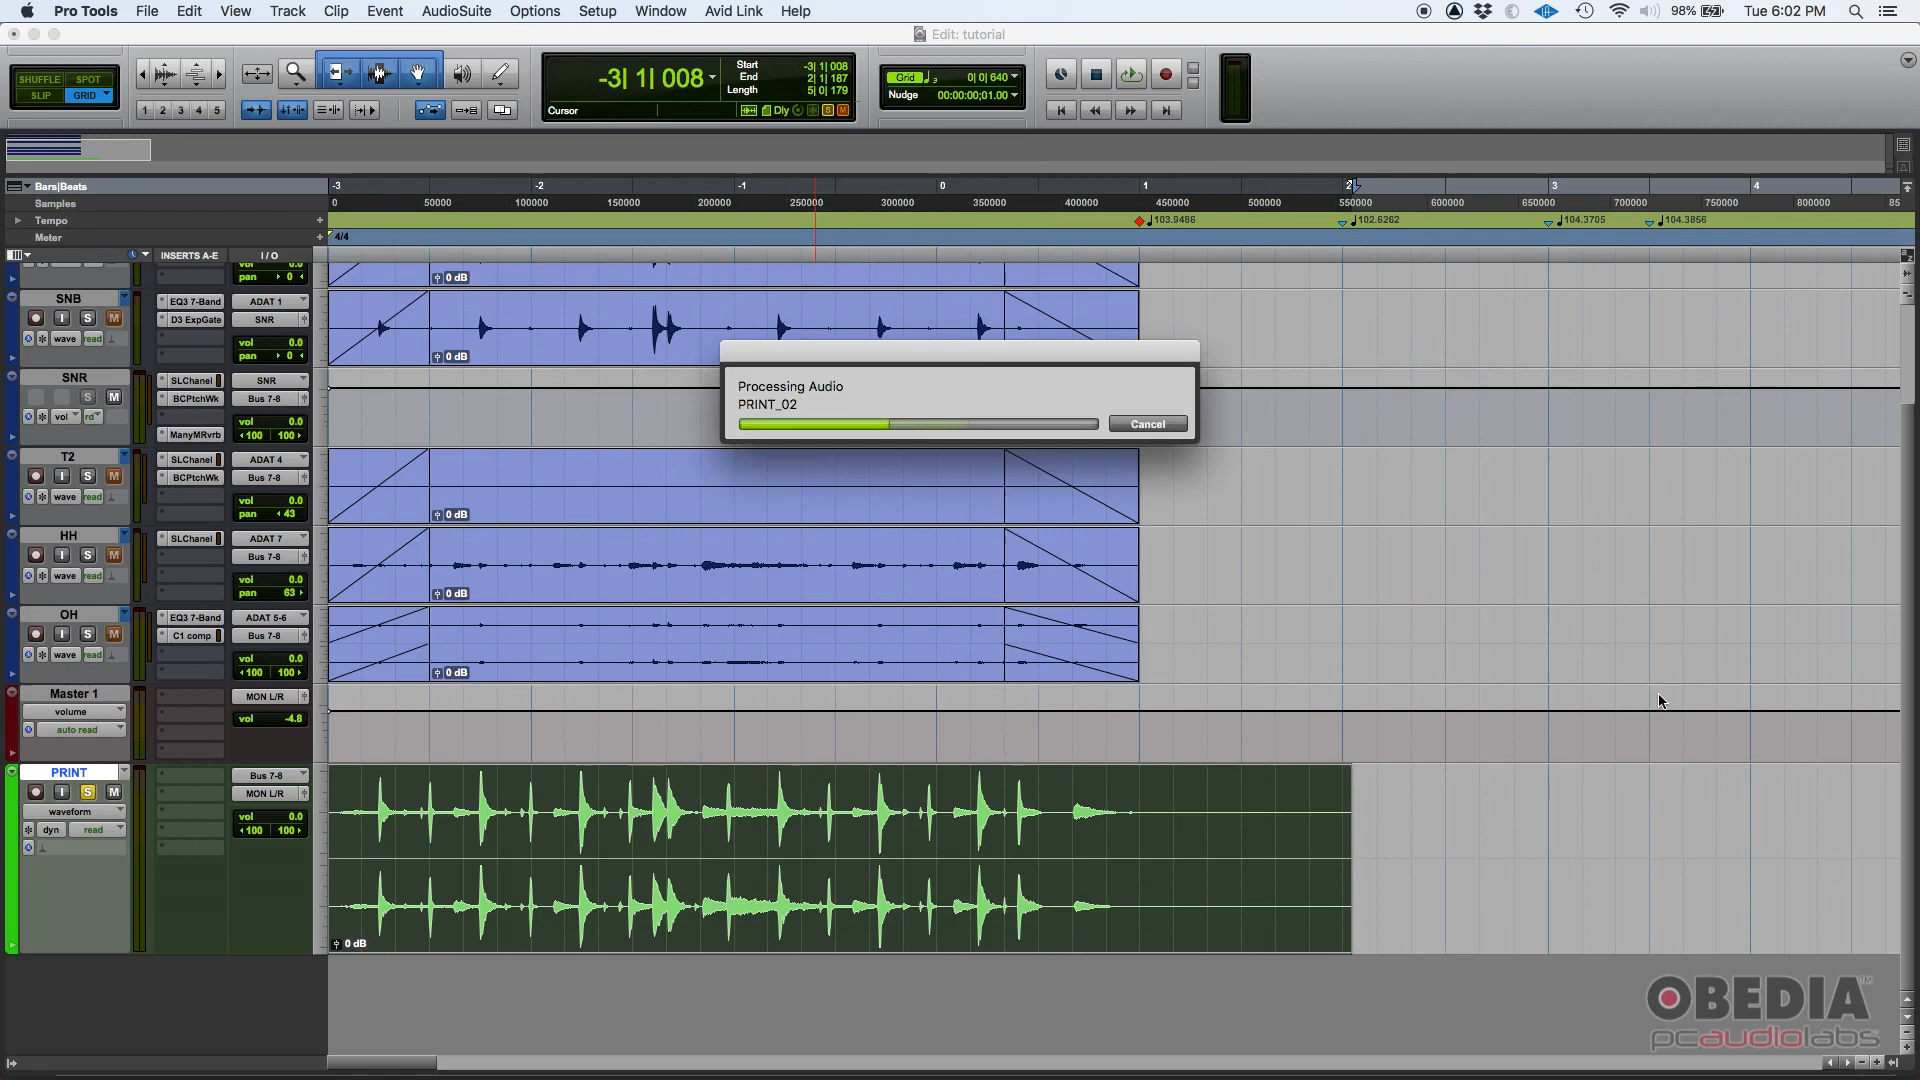 Pro Tools File Edit View Track Clip Event AudioSuite Options Setup Window Avid Link Help 98% Tue 6:02 PM
Edit: tutorial
SHUFFLE SPOT
SLIP GRID
1 2 3 4 5
-3| 1| 008
Start -3| 1| 008
End 2| 1| 187
Length 5| 0| 179
Cursor Dly S M
Grid 0| 0| 640
Nudge 00:00:00;01.00
Bars|Beats -3 -2 -1 0 1 2 3 4
Samples 0 50000 100000 150000 200000 250000 300000 350000 400000 450000 500000 550000 600000 650000 700000 750000 800000 85
Tempo + 103.9486 102.6262 104.3705 104.3856
Meter + 4/4
INSERTS A-E I / O
vol 0.0
pan 0
0 dB
SNB EQ3 7-Band ADAT 1
I S M D3 ExpGate SNR
wave read vol 0.0
pan 0
0 dB
SNR SLChanel SNR
S M BCPtchWk Bus 7-8
vol rd vol 0.0
ManyMRvrb 100 100
T2 SLChanel ADAT 4
I S M BCPtchWk Bus 7-8
wave read vol 0.0
pan 43
0 dB
HH SLChanel ADAT 7
I S M Bus 7-8
wave read vol 0.0
pan 63
0 dB
OH EQ3 7-Band ADAT 5-6
I S M C1 comp Bus 7-8
wave read vol 0.0
100 100
0 dB
Master 1 MON L/R
volume vol -4.8
auto read
PRINT Bus 7-8
I S M MON L/R
waveform vol 0.0
dyn read 100 100
0 dB
Processing Audio
PRINT_02
Cancel
OBEDIA™
pcaudiolabs